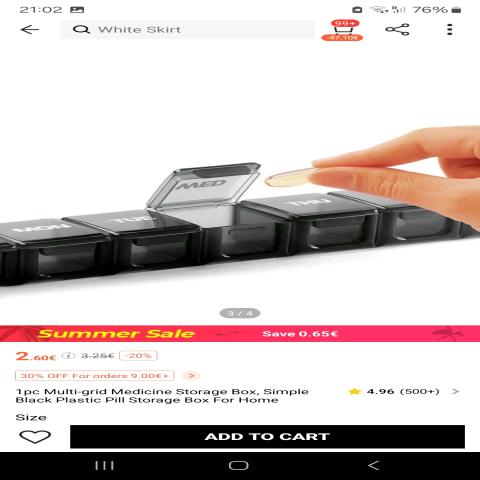 21:02
76%
White Skirt
99+
-47.10€
MON
TUE
WED
THU
3 / 4
Summer Sale
Save 0.65€
2.60€ 3.25€ -20%
30% OFF For orders 9.00€+ >
1pc Multi-grid Medicine Storage Box, Simple
Black Plastic Pill Storage Box For Home
4.96 (500+) >
Size
ADD TO CART